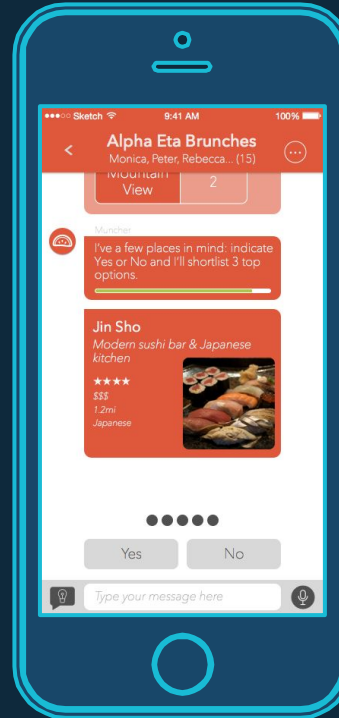 ●●●○○ Sketch
9:41 AM
100%
Alpha Eta Brunches
Monica, Peter, Rebecca... (15)
Mountain
View
2
Muncher
I've a few places in mind: indicate
Yes or No and I'll shortlist 3 top
options.
Jin Sho
Modern sushi bar & Japanese
kitchen
★★★★
$$$
1.2mi
Japanese
Yes
No
Type your message here